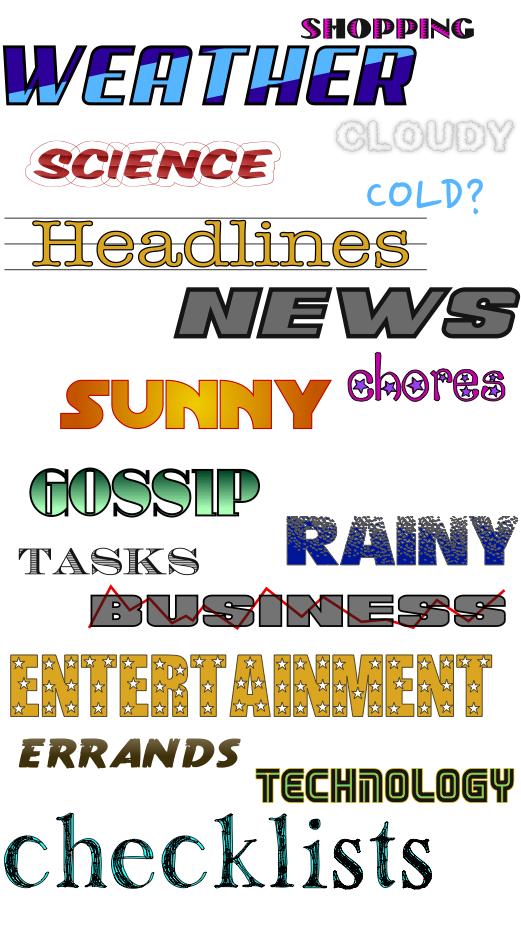 SHOPPING
WEATHER
CLOUDY
SCIENCE
COLD?
Headlines
NEWS
chores
SUNNY
GOSSIP
RAINY
TASKS
BUSINESS
ENTERTAINMENT
ERRANDS
TECHNOLOGY
checklists